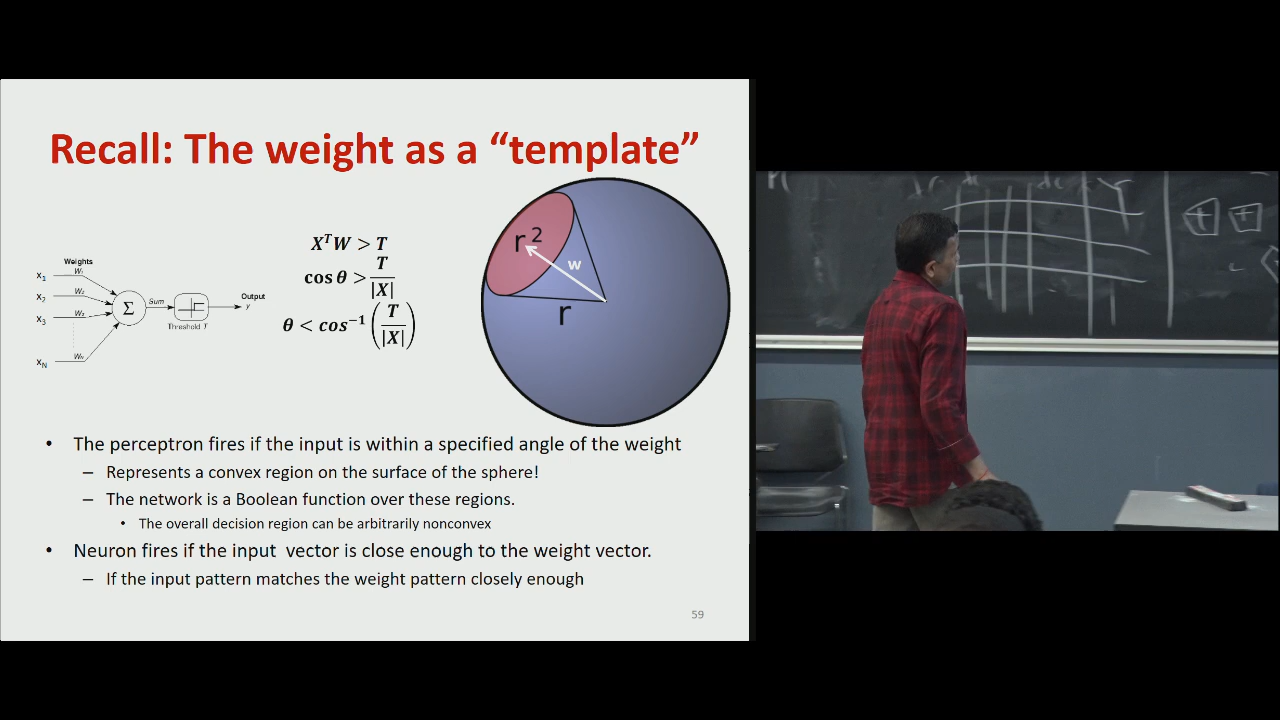 Recall: The weight as a “template”
X^T W > T
cos θ > T/|X|
θ < cos⁻¹(T/|X|)
Weights
x1 W1
x2 W2
x3 W3
xN WN
Σ
Sum
Threshold T
Output
y
r²
w
r
• The perceptron fires if the input is within a specified angle of the weight
– Represents a convex region on the surface of the sphere!
– The network is a Boolean function over these regions.
• The overall decision region can be arbitrarily nonconvex
• Neuron fires if the input vector is close enough to the weight vector.
– If the input pattern matches the weight pattern closely enough
59